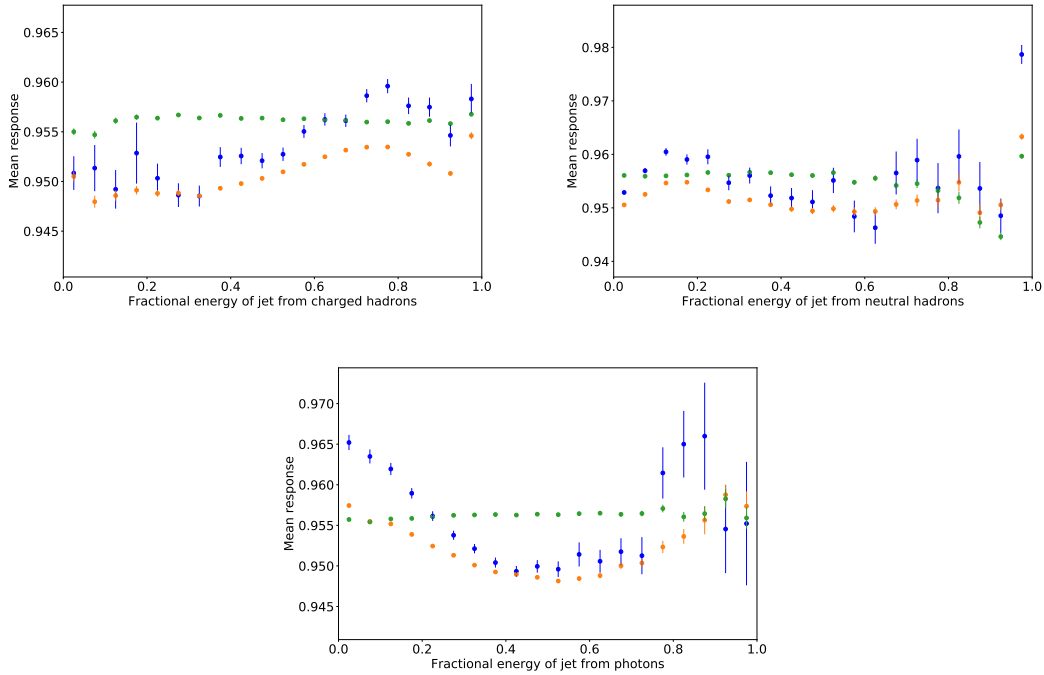 0.965
0.960
0.955
0.950
0.945
Mean response
0.0 0.2 0.4 0.6 0.8 1.0
Fractional energy of jet from charged hadrons
0.98
0.97
0.96
0.95
0.94
Mean response
0.0 0.2 0.4 0.6 0.8 1.0
Fractional energy of jet from neutral hadrons
0.970
0.965
0.960
0.955
0.950
0.945
Mean response
0.0 0.2 0.4 0.6 0.8 1.0
Fractional energy of jet from photons